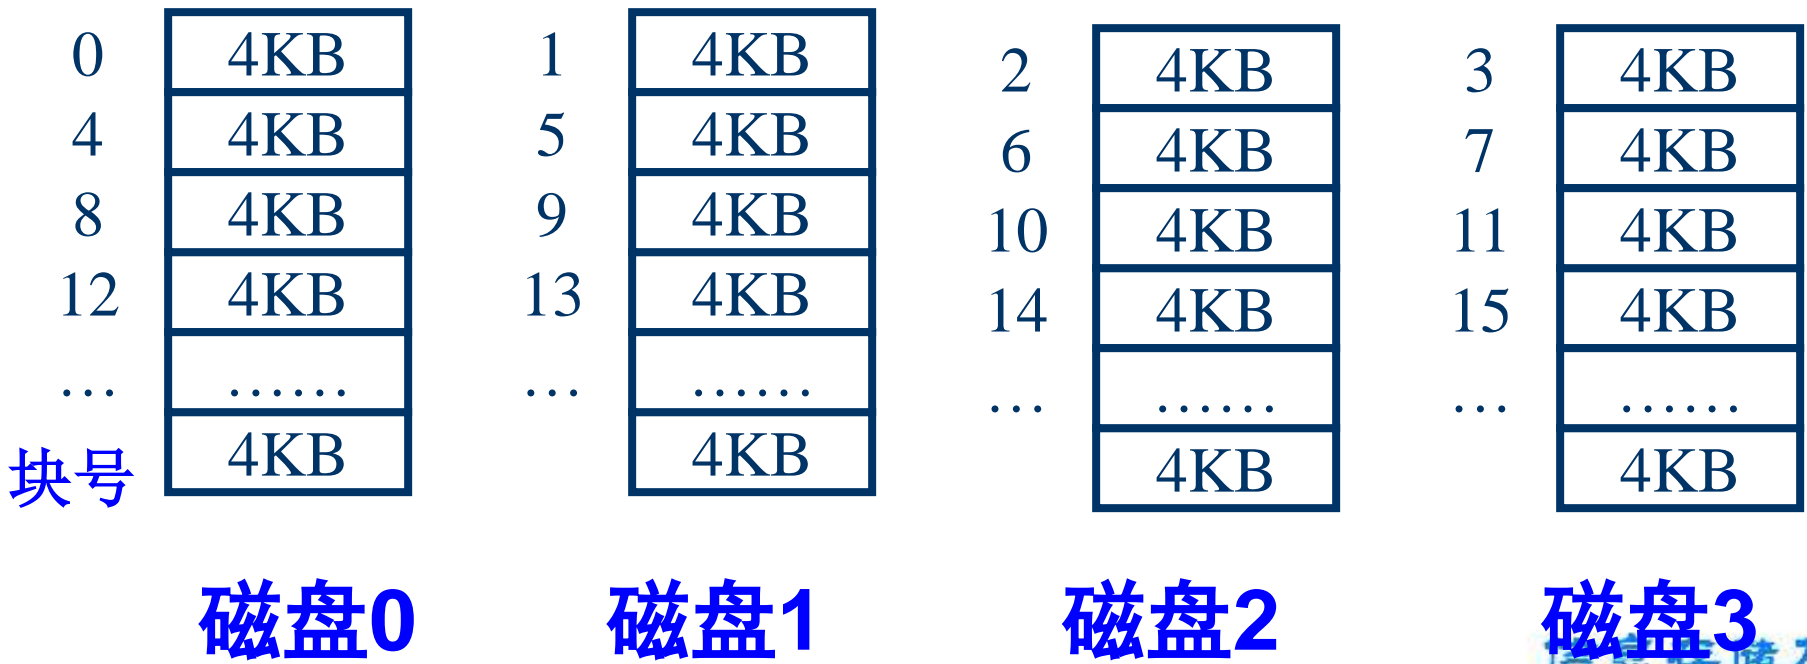 0 4KB 1 4KB 2 4KB 3 4KB
4 4KB 5 4KB 6 4KB 7 4KB
8 4KB 9 4KB 10 4KB 11 4KB
12 4KB 13 4KB 14 4KB 15 4KB
… …… … …… … …… … ……
块号 4KB 4KB 4KB 4KB
磁盘0 磁盘1 磁盘2 磁盘3